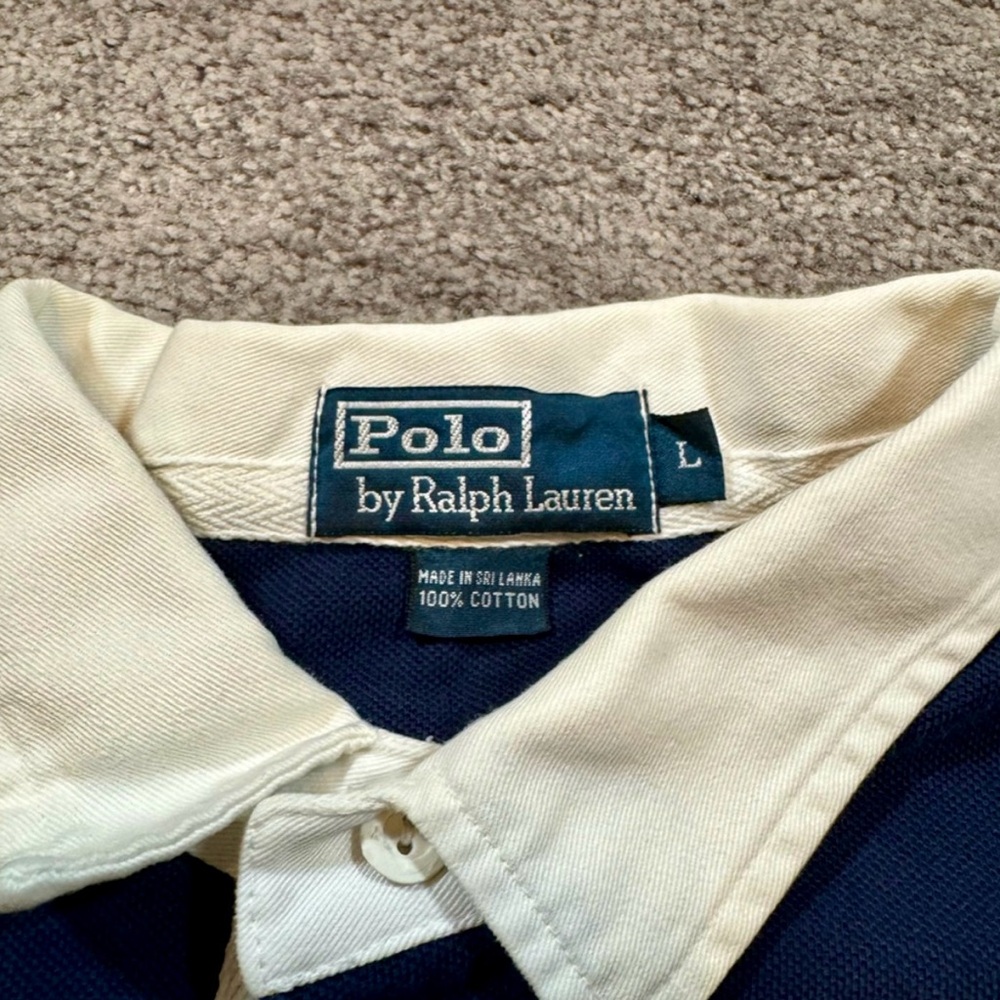 Polo
by Ralph Lauren
L
MADE IN SRI LANKA
100% COTTON